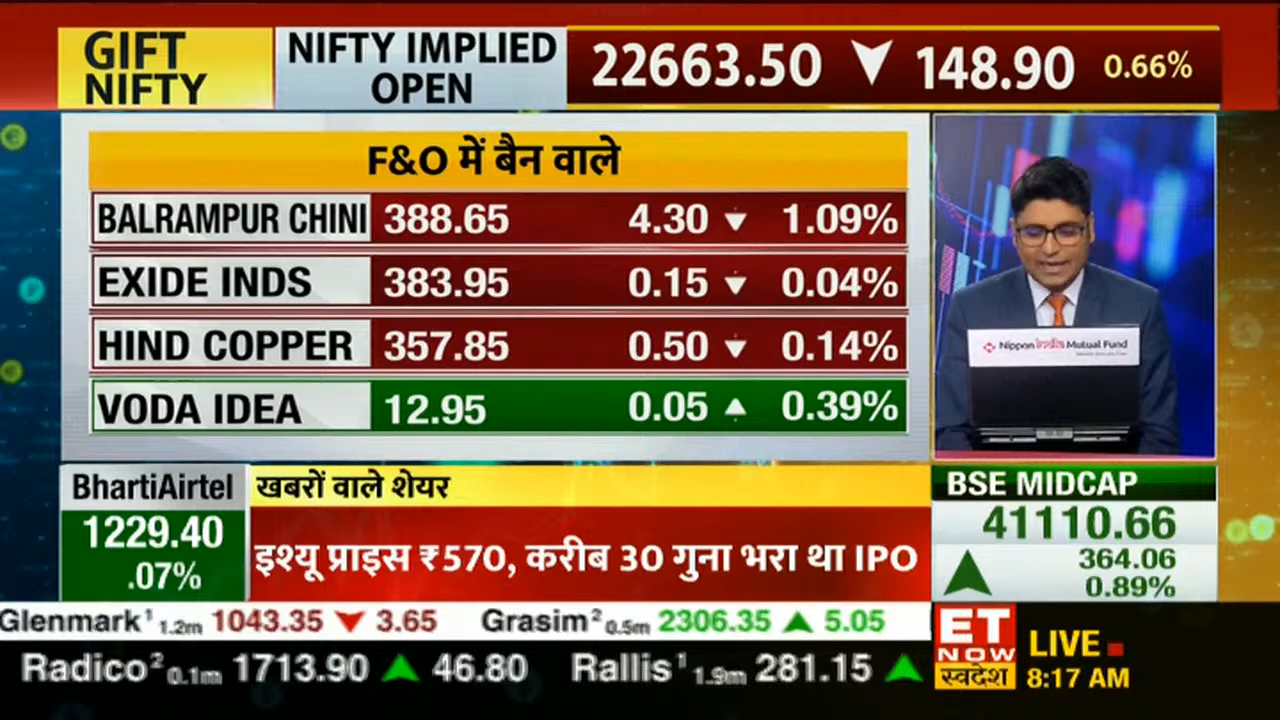 GIFT
NIFTY
NIFTY IMPLIED
OPEN
22663.50 ▼ 148.90 0.66%
F&O में बैन वाले
BALRAMPUR CHINI 388.65 4.30 ▼ 1.09%
EXIDE INDS 383.95 0.15 ▼ 0.04%
HIND COPPER 357.85 0.50 ▼ 0.14%
VODA IDEA 12.95 0.05 ▲ 0.39%
Nippon India Mutual Fund
BhartiAirtel
1229.40
.07%
खबरों वाले शेयर
इश्यू प्राइस ₹570, करीब 30 गुना भरा था IPO
BSE MIDCAP
41110.66
▲ 364.06
0.89%
Glenmark¹ 1.2m 1043.35 ▼ 3.65 Grasim² 0.5m 2306.35 ▲ 5.05
Radico² 0.1m 1713.90 ▲ 46.80 Rallis¹ 1.9m 281.15 ▲
ET
NOW
स्वदेश
LIVE
8:17 AM